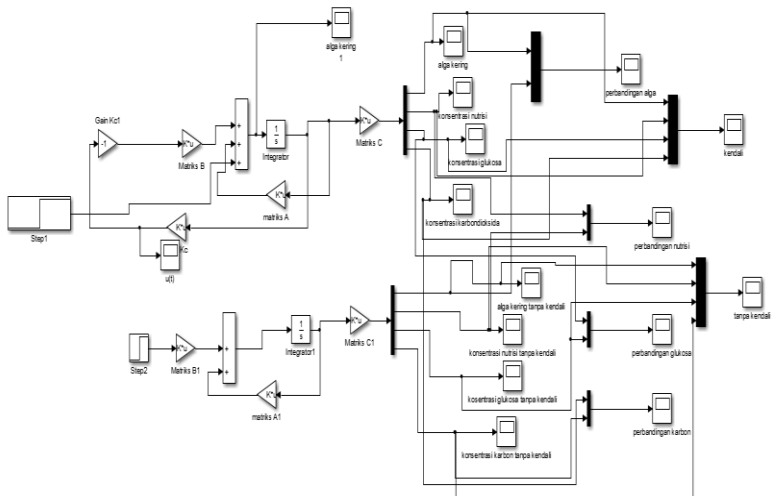 alga kering
1
alga kering
perbandingan alga
konsentrasi nutrisi
Gain Kc1
-1
K*u
Matriks B
+
+
+
1
s
Integrator
K*u
Matriks C
konsentrasi glukosa
kendali
K*u
matriks A
konsentrasi karbondioksida
Step1
K*u
Kc
u(t)
perbandingan nutrisi
alga kering tanpa kendali
tanpa kendali
Step2
K*u
Matriks B1
+
+
1
s
Integrator1
K*u
Matriks C1
konsentrasi nutrisi tanpa kendali
perbandingan glukosa
K*u
matriks A1
kosentrasi glukosa tanpa kendali
perbandingan karbon
konsentrasi karbon tanpa kendali